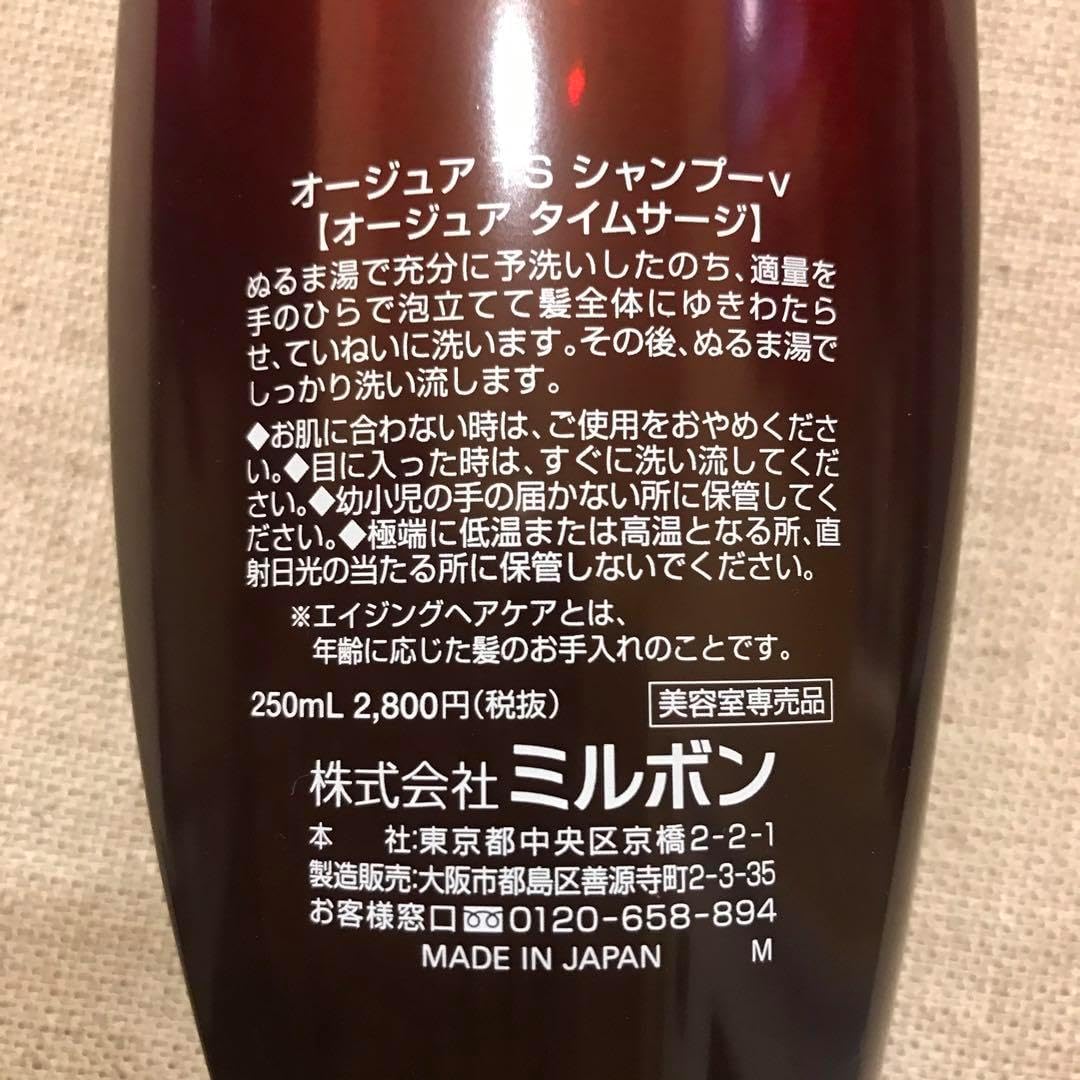 オージュア TS シャンプーv
【オージュア タイムサージ】
ぬるま湯で充分に予洗いしたのち、適量を
手のひらで泡立てて髪全体にゆきわたら
せ、ていねいに洗います。その後、ぬるま湯で
しっかり洗い流します。
◆お肌に合わない時は、ご使用をおやめくださ
い。◆目に入った時は、すぐに洗い流してくだ
さい。◆幼小児の手の届かない所に保管してく
ださい。◆極端に低温または高温となる所、直
射日光の当たる所に保管しないでください。
※エイジングヘアケアとは、
年齢に応じた髪のお手入れのことです。
250mL 2,800円(税抜) 美容室専売品
株式会社 ミルボン
本 社:東京都中央区京橋2-2-1
製造販売:大阪市都島区善源寺町2-3-35
お客様窓口 0120-658-894
MADE IN JAPAN M